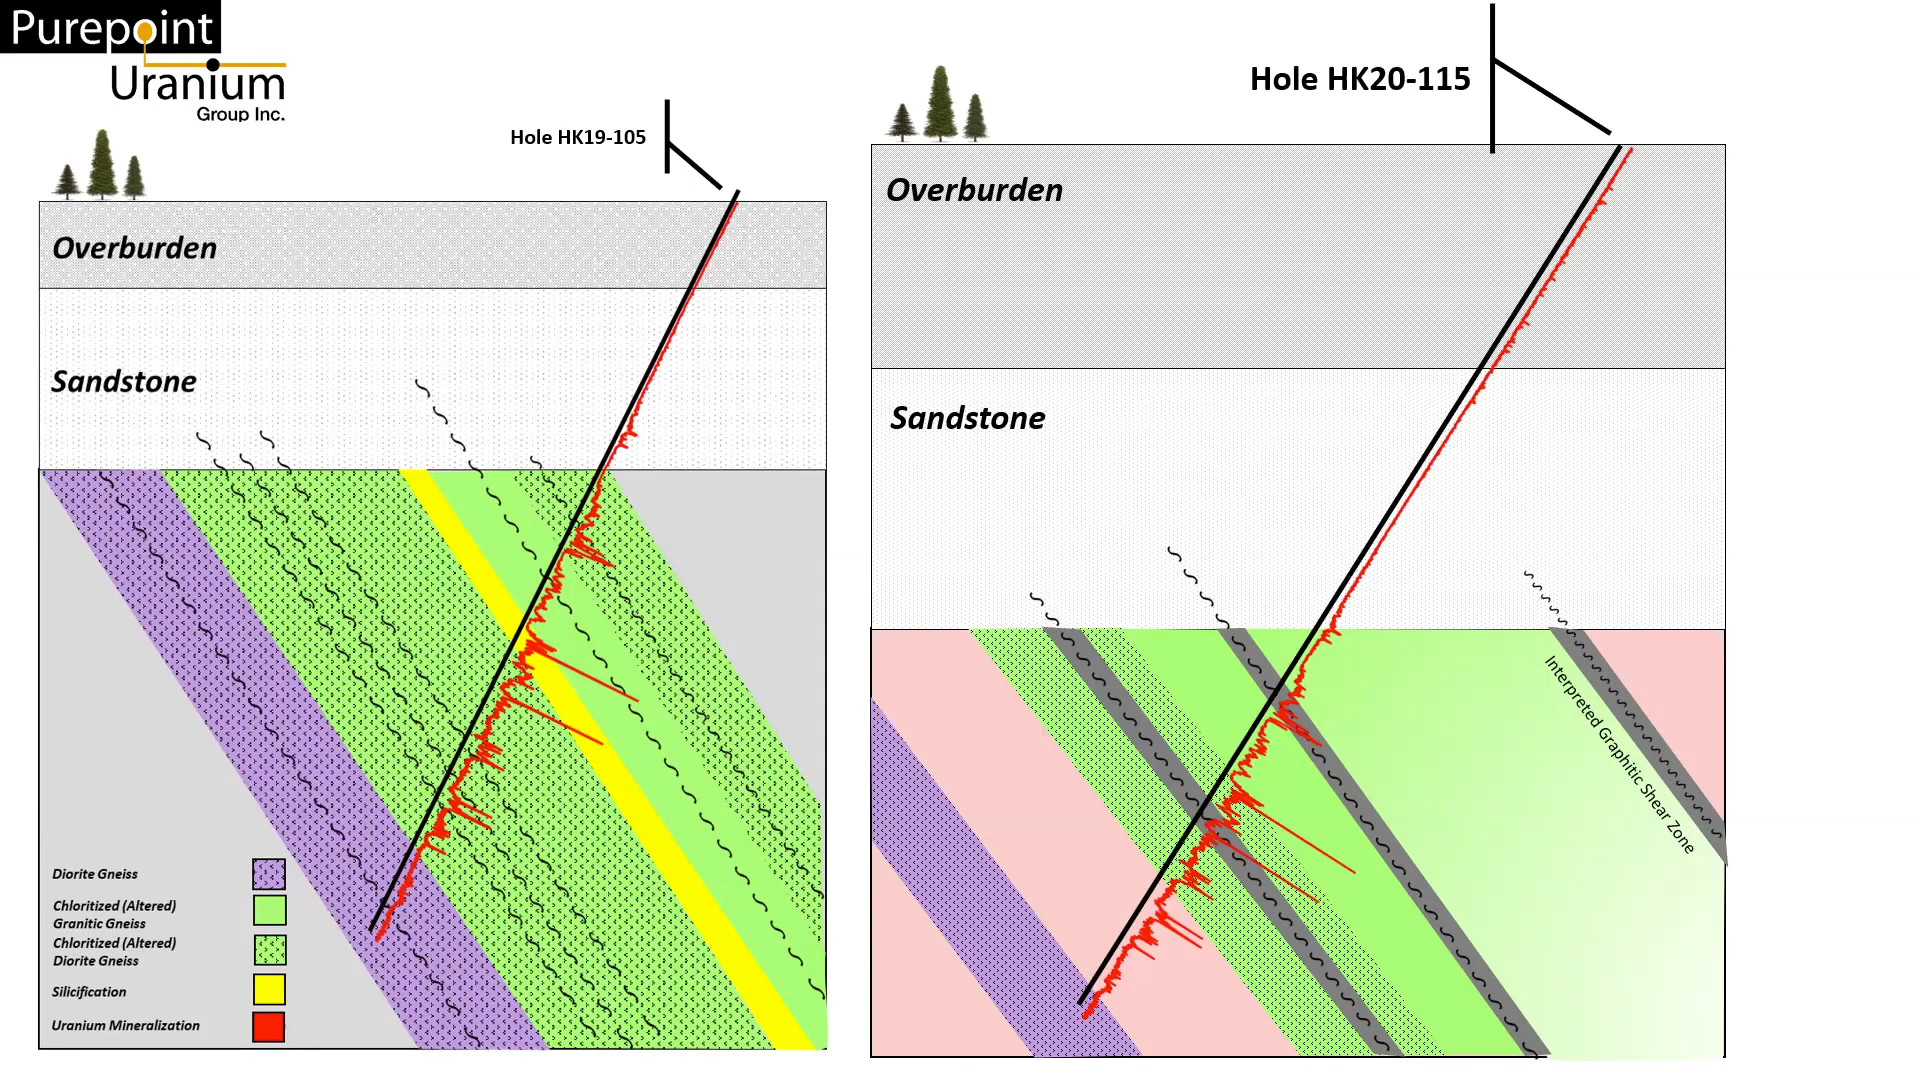 Purepoint
Uranium
Group Inc.
Hole HK19-105
Overburden
Sandstone
Diorite Gneiss
Chloritized (Altered)
Granitic Gneiss
Chloritized (Altered)
Diorite Gneiss
Silicification
Uranium Mineralization
Hole HK20-115
Overburden
Sandstone
Interpreted Graphitic Shear Zone